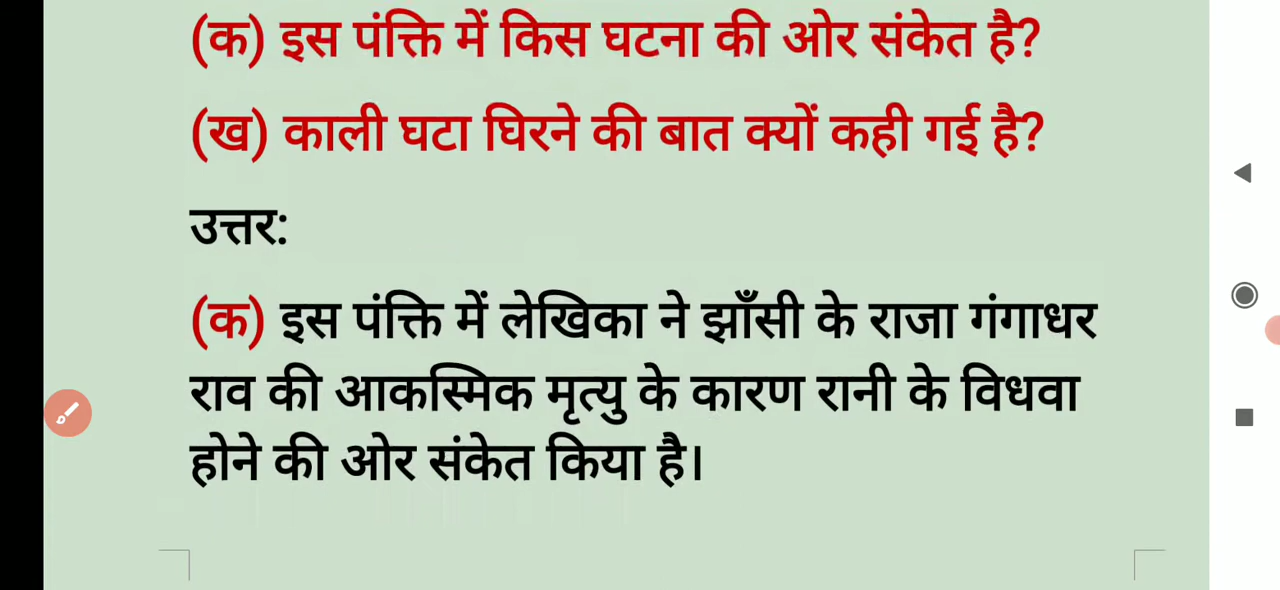 (क) इस पंक्ति में किस घटना की ओर संकेत है?
(ख) काली घटा घिरने की बात क्यों कही गई है?
उत्तर:
(क) इस पंक्ति में लेखिका ने झाँसी के राजा गंगाधर
राव की आकस्मिक मृत्यु के कारण रानी के विधवा
होने की ओर संकेत किया है।